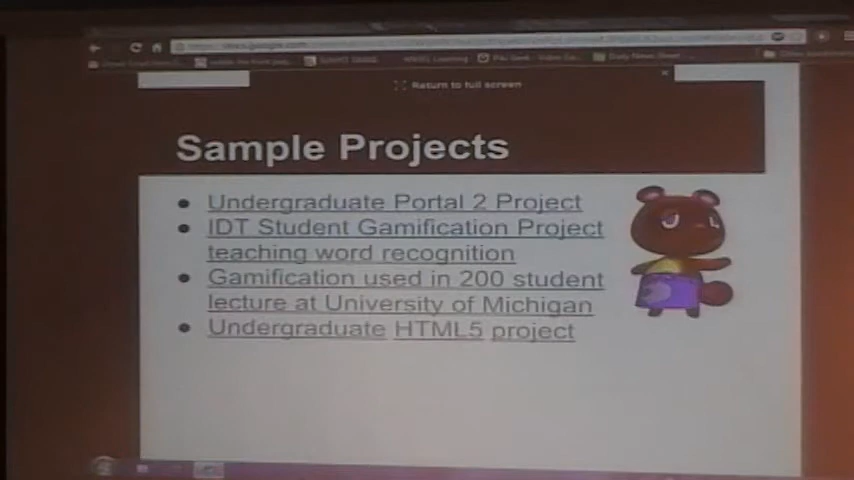 Return to full screen
Sample Projects
Undergraduate Portal 2 Project
IDT Student Gamification Project
teaching word recognition
Gamification used in 200 student
lecture at University of Michigan
Undergraduate HTML5 project